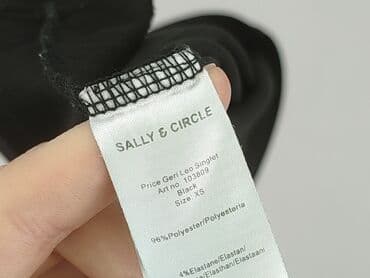 SALLY & CIRCLE
Price Geri Leo Singlet
Art no. 103809
Black
Size: XS
96%Polyester/Polyesteria
4%Elastane/Elastan/
/Elasthan/Elastaani